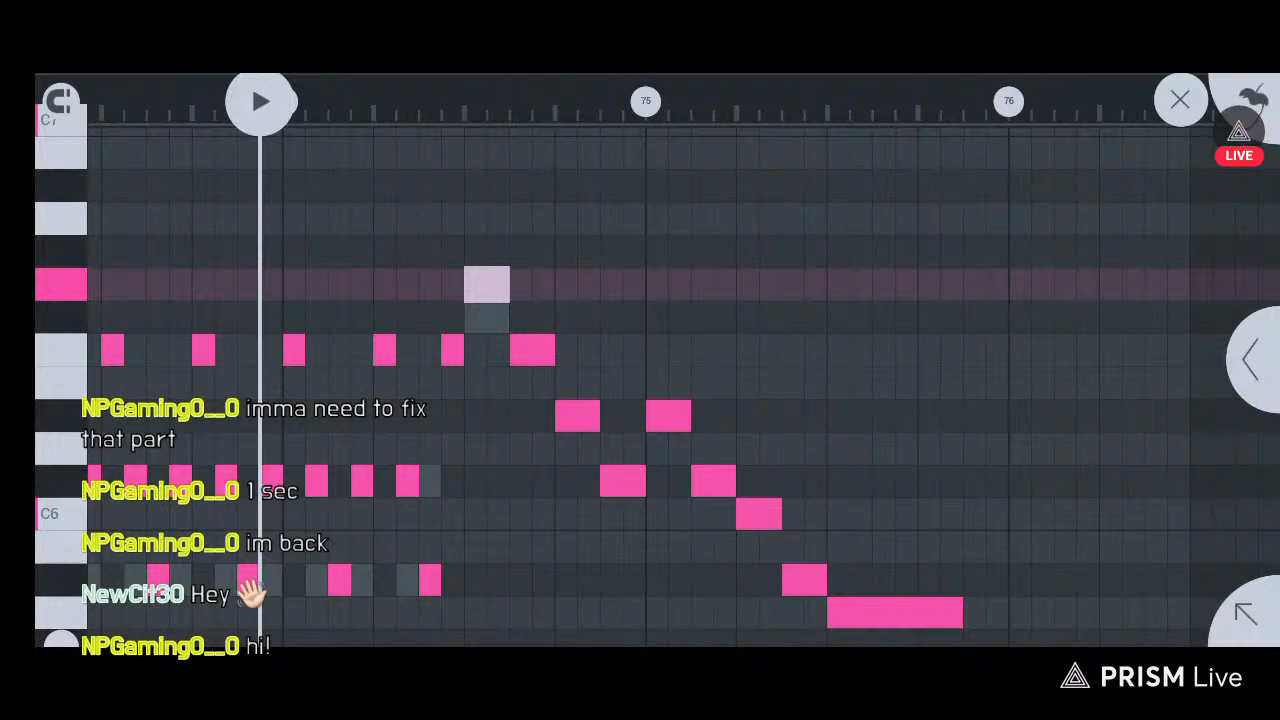 75
76
C7
LIVE
NPGaming0__0 imma need to fix
that part
NPGaming0__0 1 sec
C6
NPGaming0__0 im back
NewClt30 Hey 👋🏻
NPGaming0__0 hi!
PRISM Live